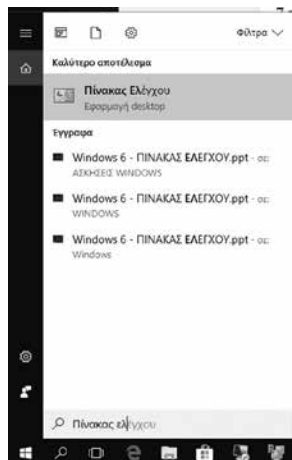 Φίλτρα
Καλύτερο αποτέλεσμα
Πίνακας Ελέγχου
Εφαρμογή desktop
Έγγραφα
Windows 6 - ΠΙΝΑΚΑΣ ΕΛΕΓΧΟΥ.ppt - σε:
ΑΣΚΗΣΕΙΣ WINDOWS
Windows 6 - ΠΙΝΑΚΑΣ ΕΛΕΓΧΟΥ.ppt - σε:
WINDOWS
Windows 6 - ΠΙΝΑΚΑΣ ΕΛΕΓΧΟΥ.ppt - σε:
Windows
Πίνακας ελέγχου